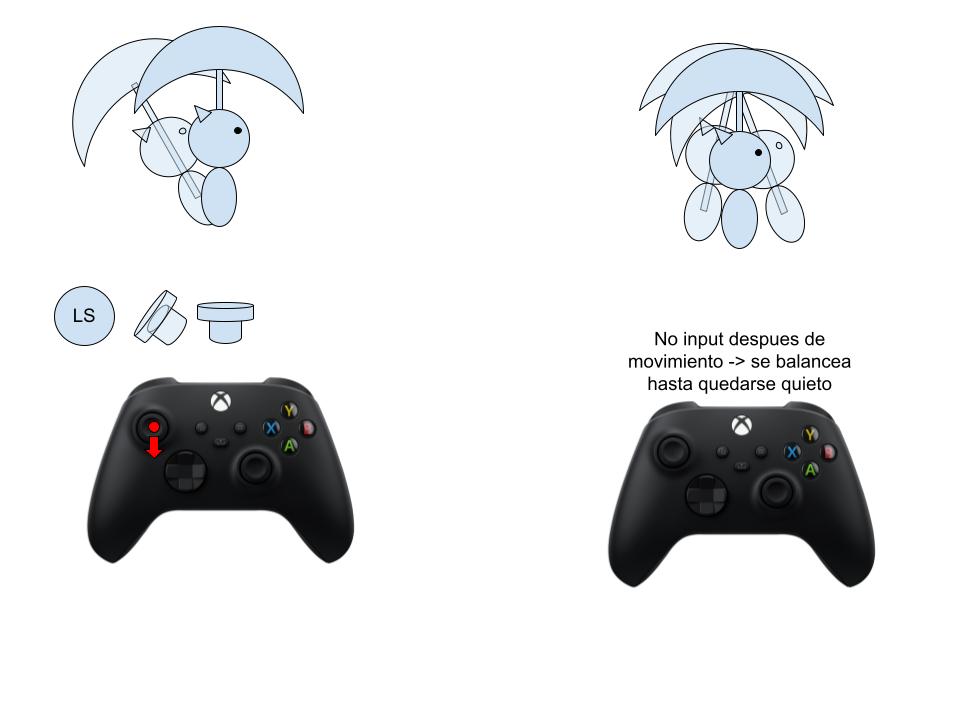 LS
No input despues de
movimiento -> se balancea
hasta quedarse quieto
Y
X
B
A
Y
X
B
A